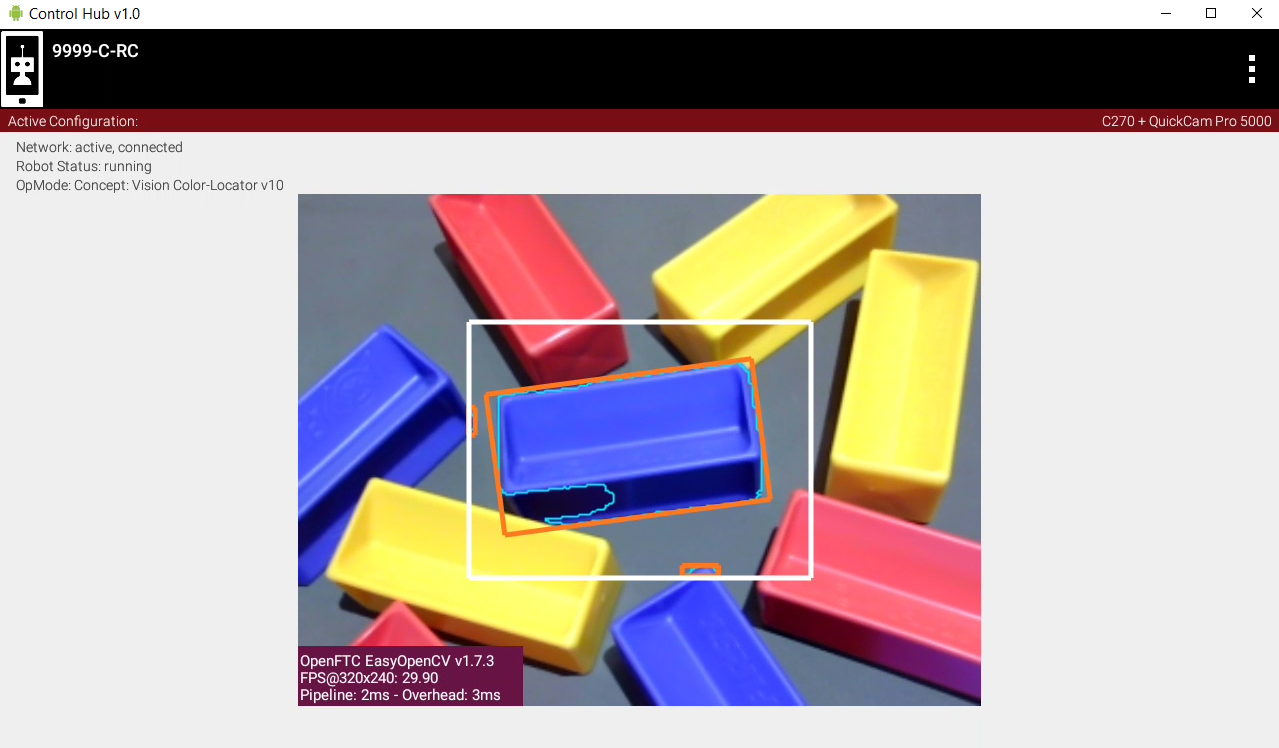 Control Hub v1.0
9999-C-RC
Active Configuration:
C270 + QuickCam Pro 5000
Network: active, connected
Robot Status: running
OpMode: Concept: Vision Color-Locator v10
OpenFTC EasyOpenCV v1.7.3
FPS@320x240: 29.90
Pipeline: 2ms - Overhead: 3ms